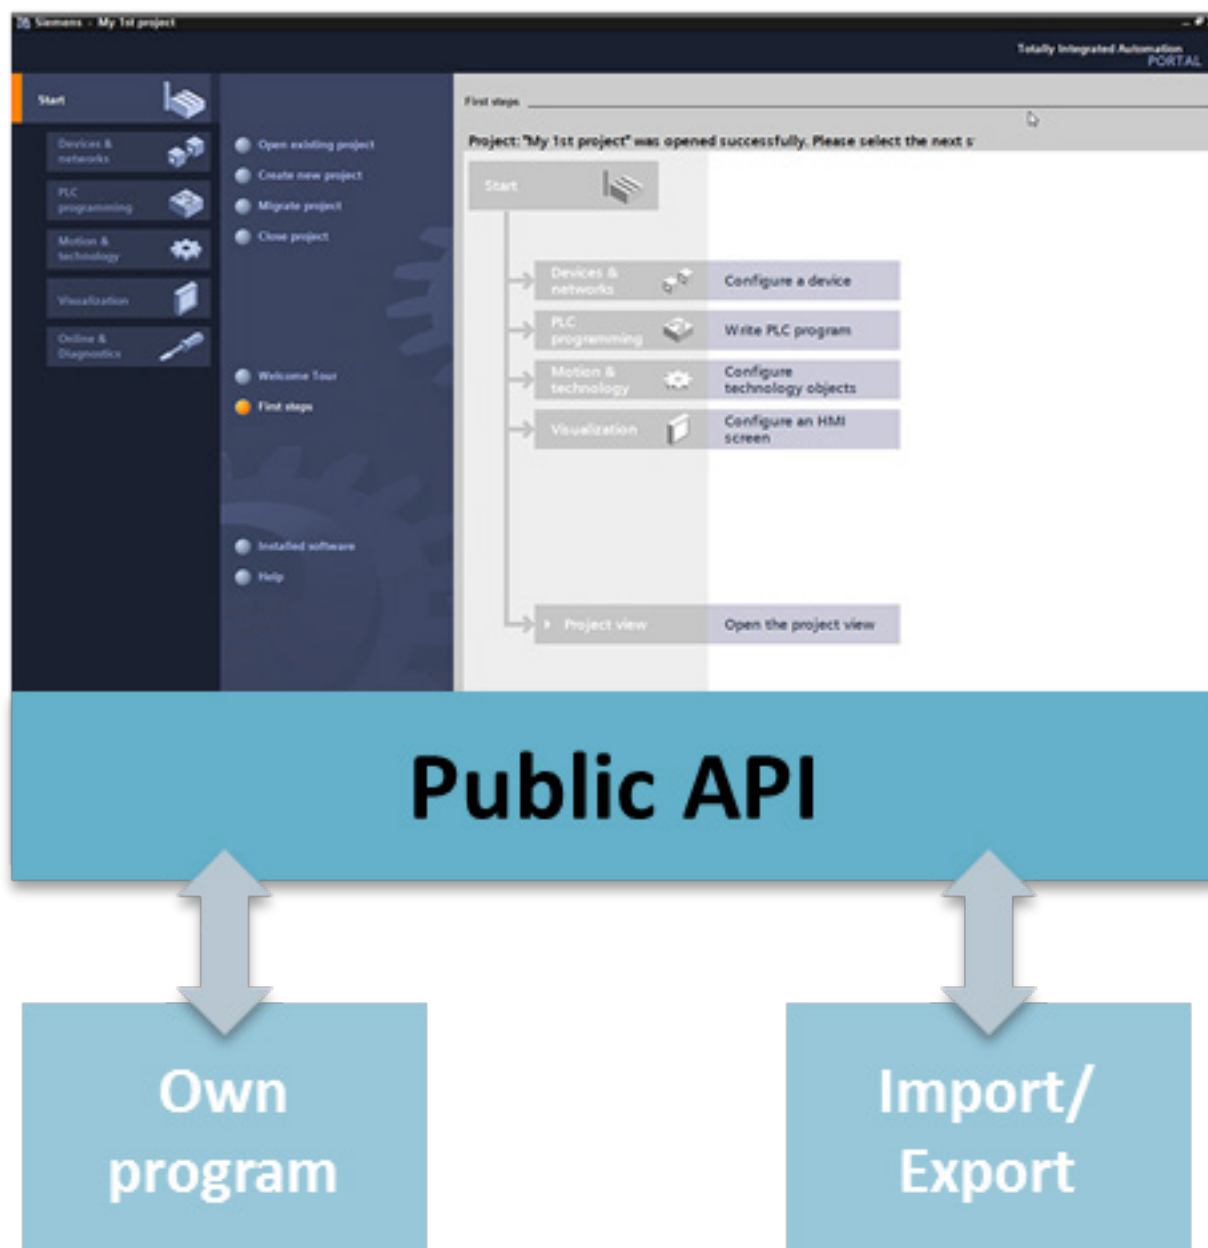 Siemens - My 1st project
Totally Integrated Automation
PORTAL
Start
Devices &
networks
PLC
programming
Motion &
technology
Visualization
Online &
Diagnostics
Open existing project
Create new project
Migrate project
Close project
Welcome Tour
First steps
Installed software
Help
First steps
Project: "My 1st project" was opened successfully. Please select the next s
Start
Devices &
networks
Configure a device
PLC
programming
Write PLC program
Motion &
technology
Configure
technology objects
Visualization
Configure an HMI
screen
Project view
Open the project view
Public API
Own
program
Import/
Export